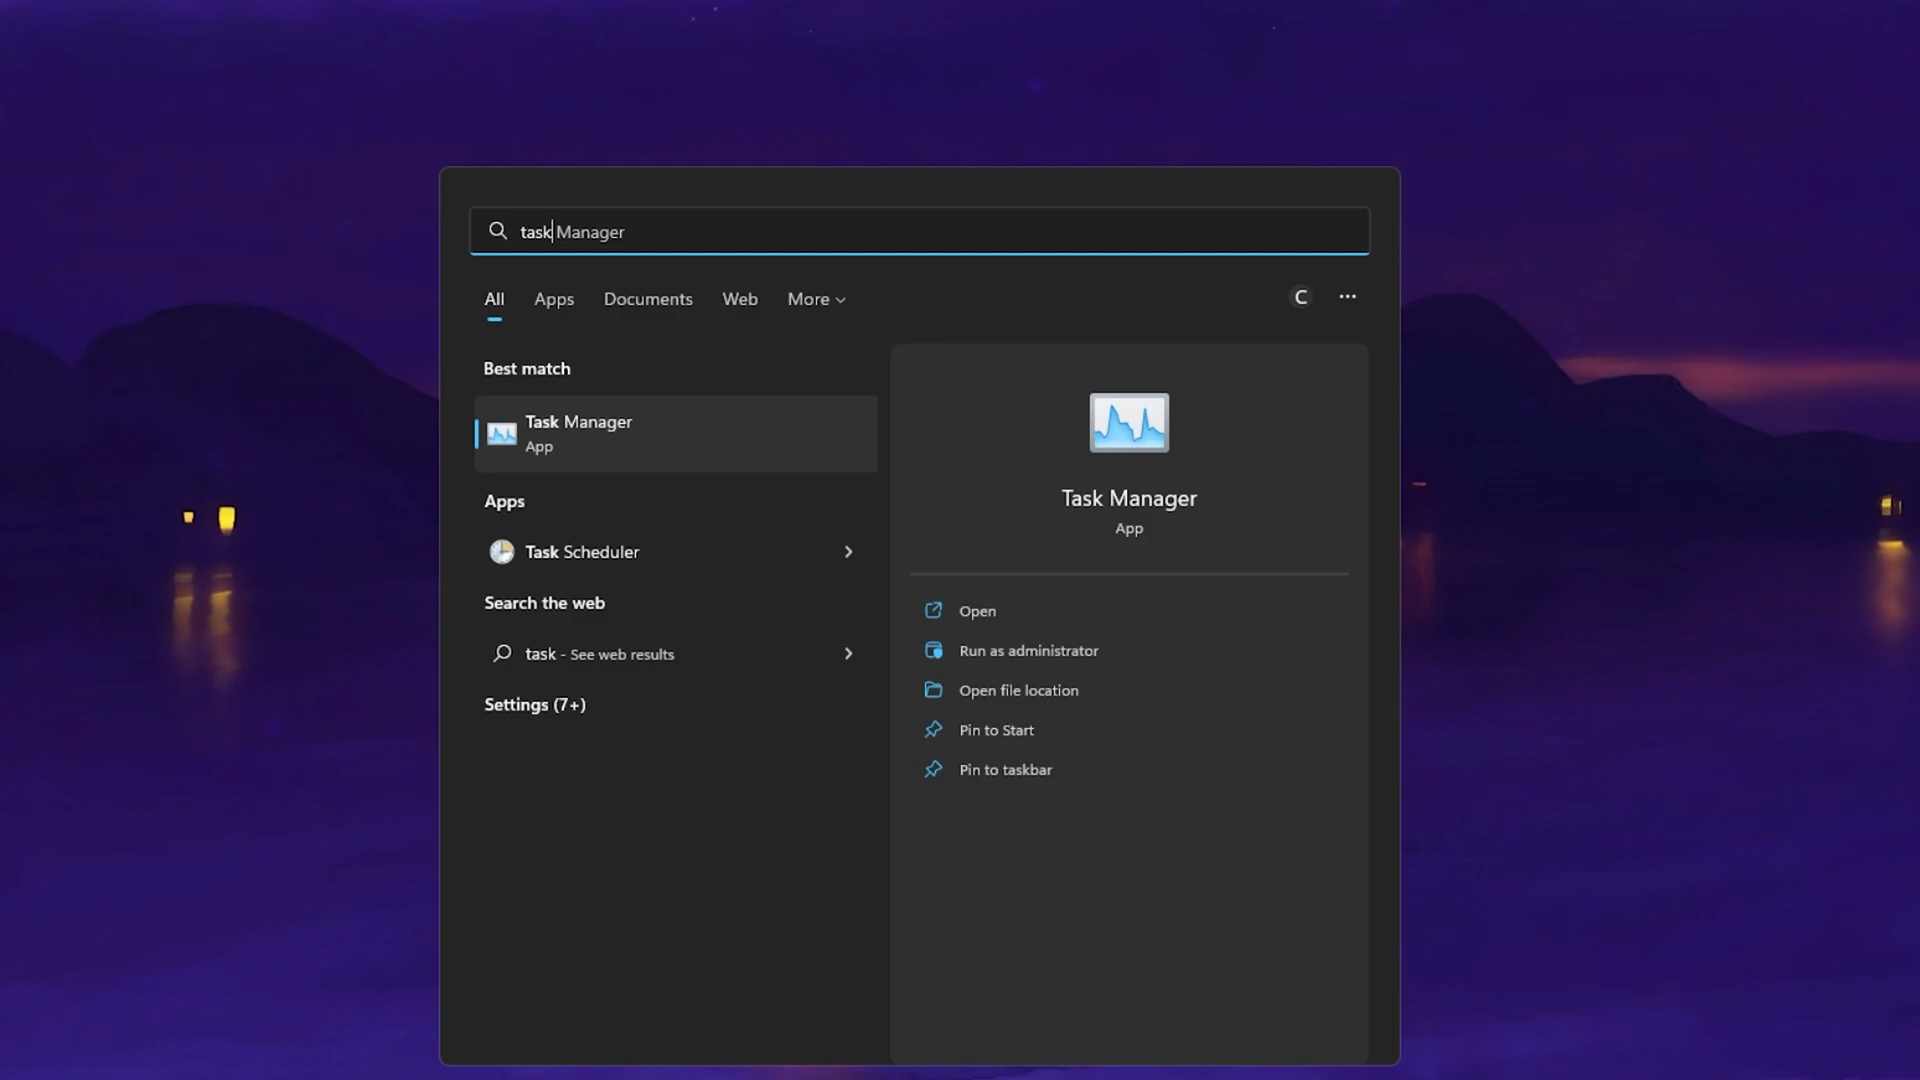 task Manager
All Apps Documents Web More C
Best match
Task Manager
App
Apps
Task Scheduler
Search the web
task - See web results
Settings (7+)
Task Manager
App
Open
Run as administrator
Open file location
Pin to Start
Pin to taskbar